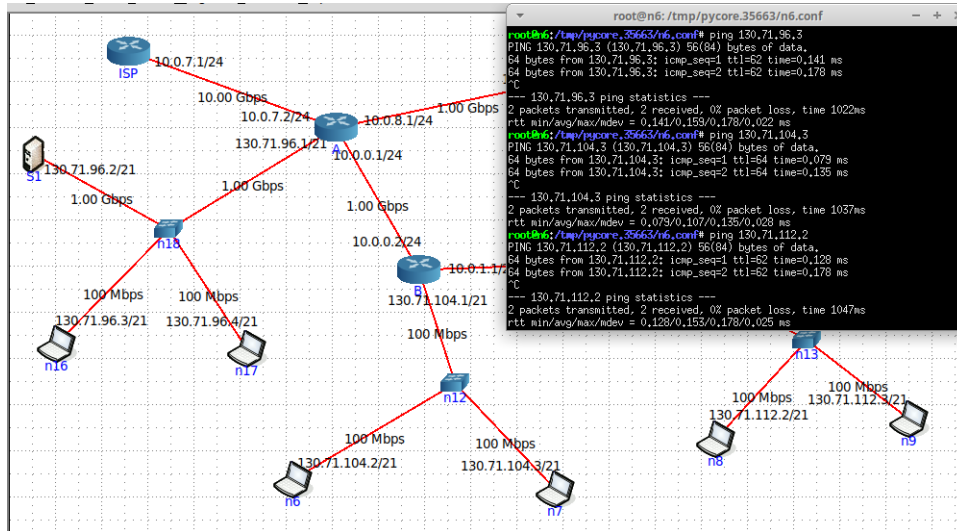 root@n6: /tmp/pycore.35663/n6.conf
root@n6:/tmp/pycore.35663/n6.conf# ping 130.71.96.3
PING 130.71.96.3 (130.71.96.3) 56(84) bytes of data.
64 bytes from 130.71.96.3: icmp_seq=1 ttl=62 time=0.141 ms
64 bytes from 130.71.96.3: icmp_seq=2 ttl=62 time=0.178 ms
^C
--- 130.71.96.3 ping statistics ---
2 packets transmitted, 2 received, 0% packet loss, time 1022ms
rtt min/avg/max/mdev = 0.141/0.159/0.178/0.022 ms
root@n6:/tmp/pycore.35663/n6.conf# ping 130.71.104.3
PING 130.71.104.3 (130.71.104.3) 56(84) bytes of data.
64 bytes from 130.71.104.3: icmp_seq=1 ttl=64 time=0.079 ms
64 bytes from 130.71.104.3: icmp_seq=2 ttl=64 time=0.135 ms
^C
--- 130.71.104.3 ping statistics ---
2 packets transmitted, 2 received, 0% packet loss, time 1037ms
rtt min/avg/max/mdev = 0.079/0.107/0.135/0.028 ms
root@n6:/tmp/pycore.35663/n6.conf# ping 130.71.112.2
PING 130.71.112.2 (130.71.112.2) 56(84) bytes of data.
64 bytes from 130.71.112.2: icmp_seq=1 ttl=62 time=0.128 ms
64 bytes from 130.71.112.2: icmp_seq=2 ttl=62 time=0.178 ms
^C
--- 130.71.112.2 ping statistics ---
2 packets transmitted, 2 received, 0% packet loss, time 1047ms
rtt min/avg/max/mdev = 0.128/0.153/0.178/0.025 ms
10.0.7.1/24
ISP
10.00 Gbps
1.00 Gbps
10.0.7.2/24
10.0.8.1/24
130.71.96.1/21
A
10.0.0.1/24
130.71.96.2/21
S1
1.00 Gbps
1.00 Gbps
1.00 Gbps
n18
10.0.0.2/24
10.0.1.1/
B
100 Mbps
100 Mbps
130.71.104.1/21
130.71.96.3/21
130.71.96.4/21
100 Mbps
n16
n17
n13
n12
100 Mbps
100 Mbps
130.71.112.3/21
130.71.112.2/21
n9
100 Mbps
100 Mbps
n8
130.71.104.2/21
130.71.104.3/21
n6
n7